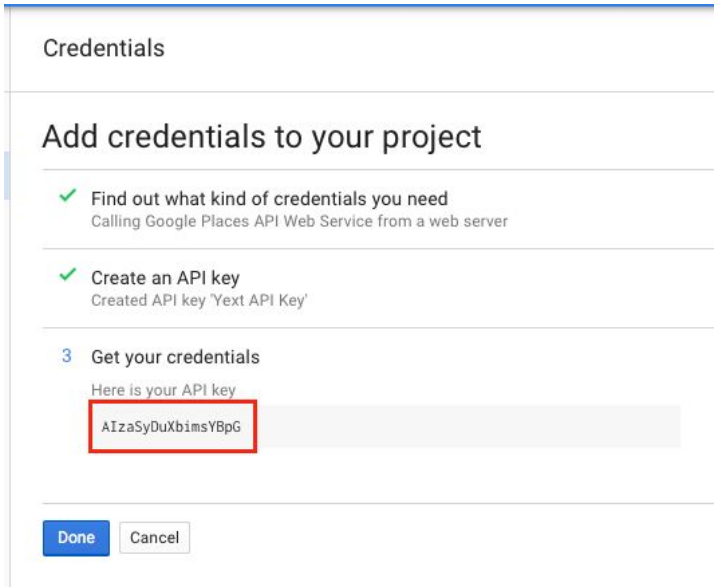 Credentials
Add credentials to your project
Find out what kind of credentials you need
Calling Google Places API Web Service from a web server
Create an API key
Created API key 'Yext API Key'
3 Get your credentials
Here is your API key
AIzaSyDuXbimsYBpG
Done Cancel